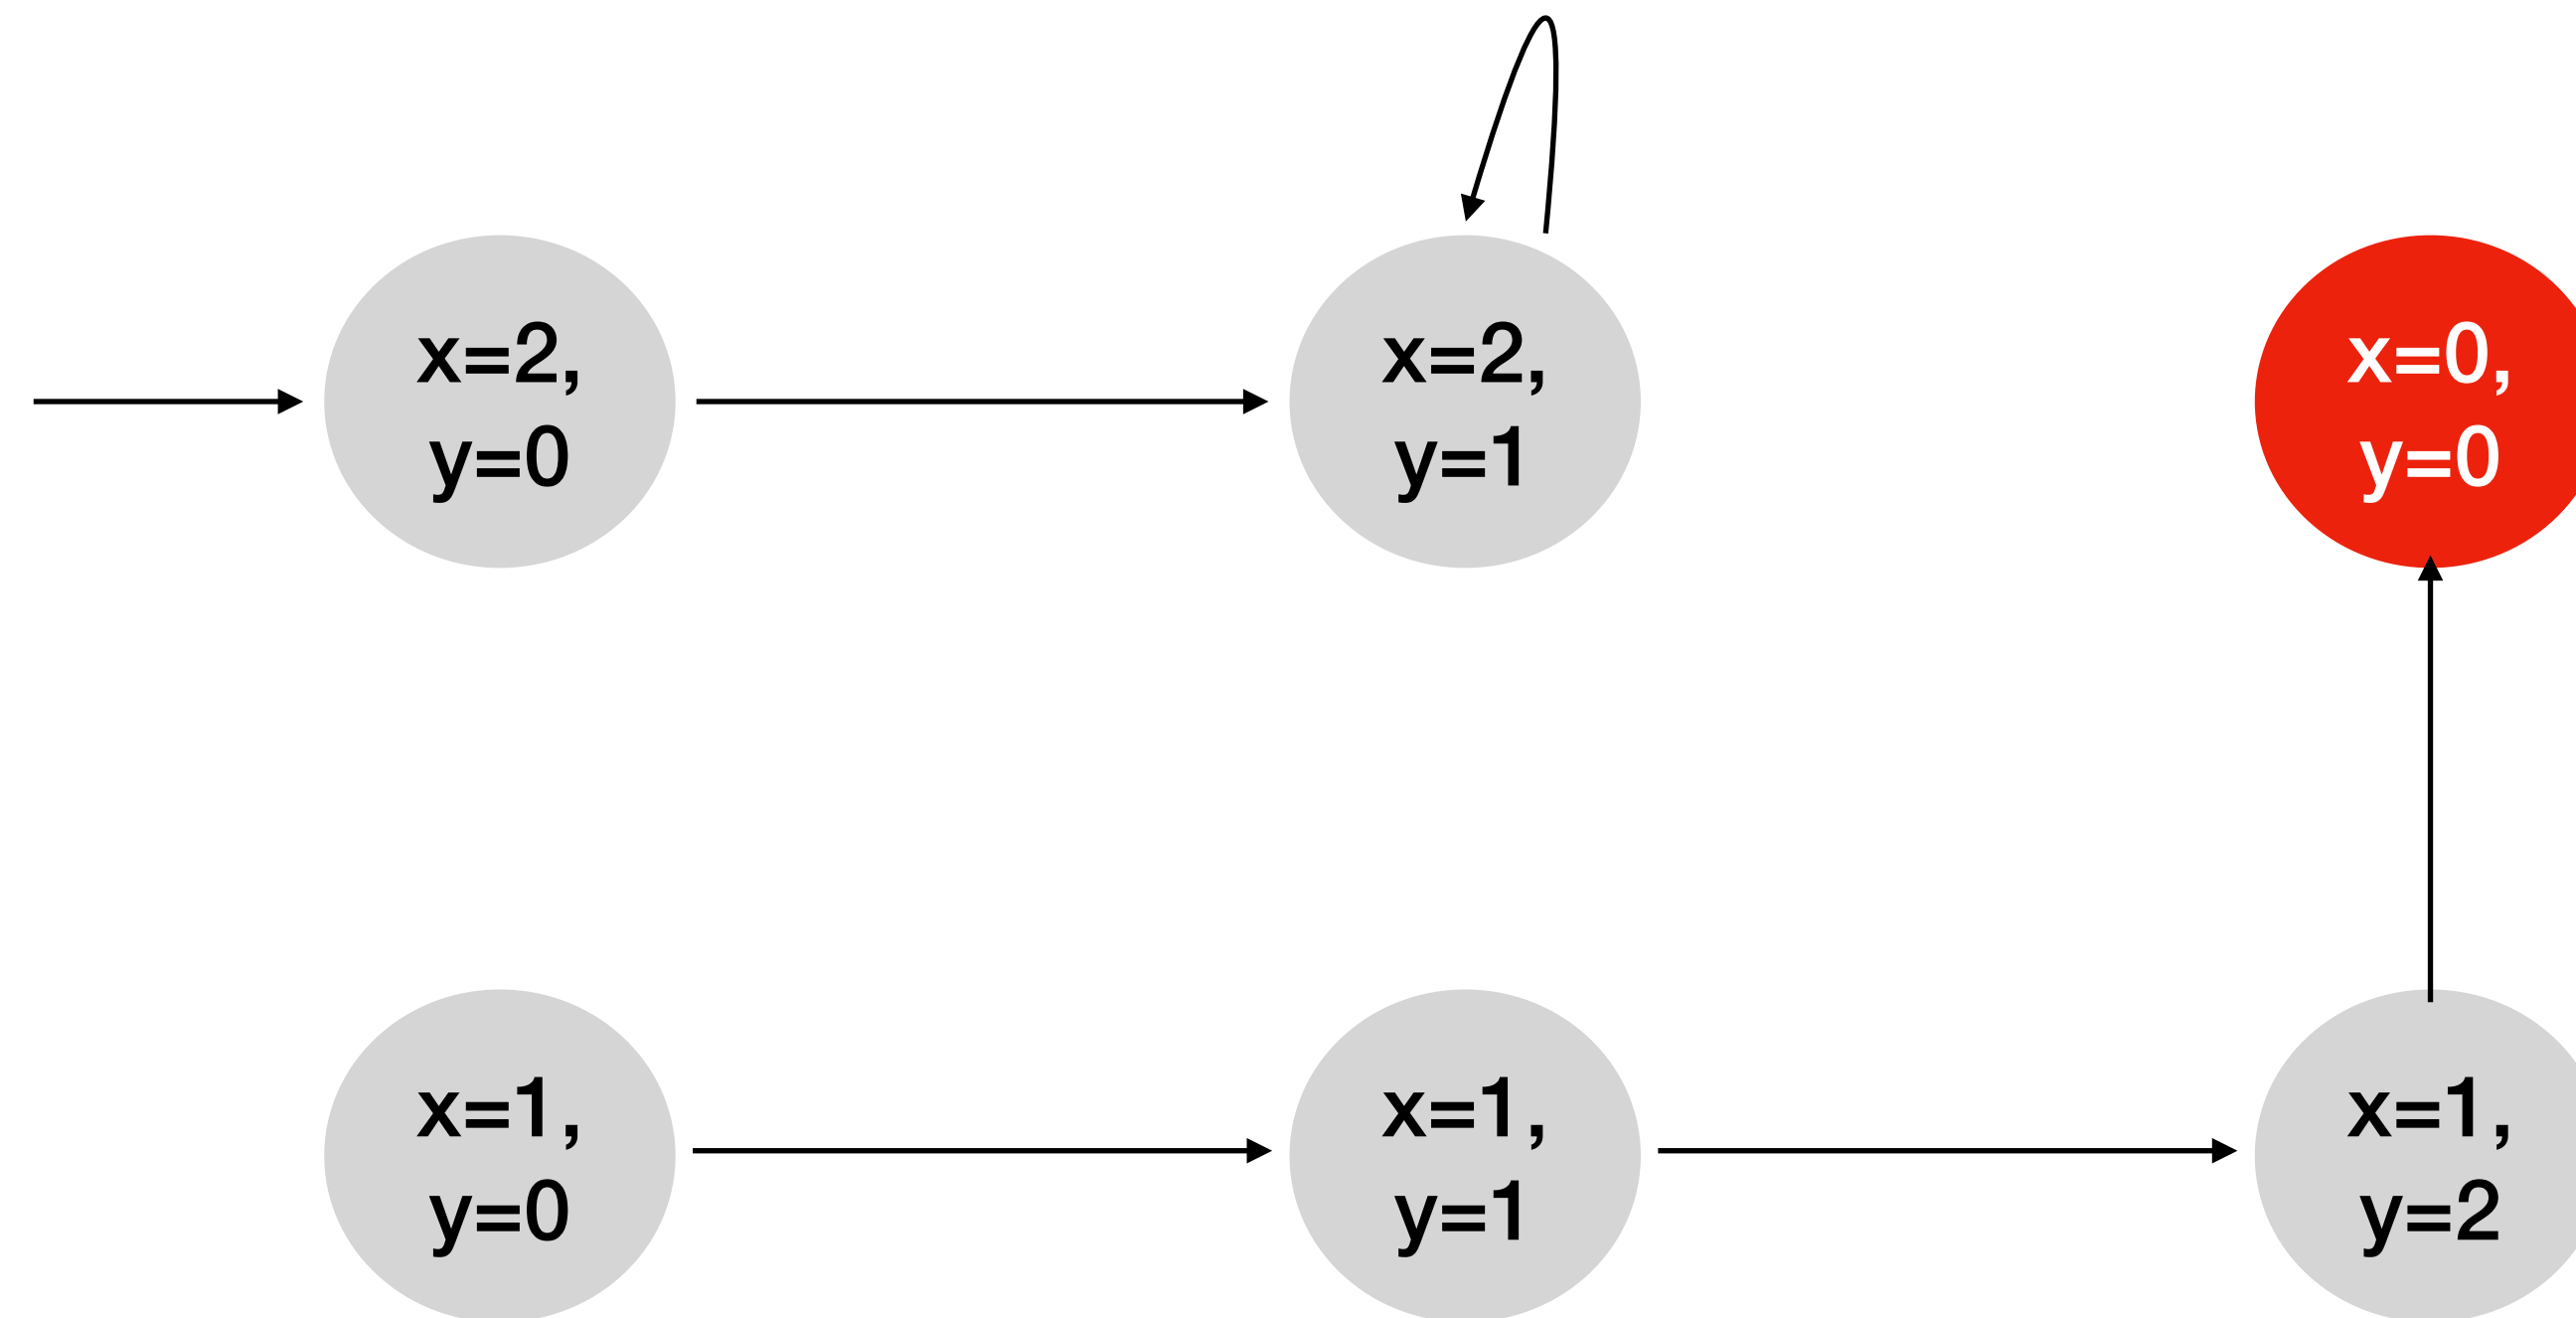 x=2,
y=0
x=2,
y=1
x=0,
y=0
x=1,
y=0
x=1,
y=1
x=1,
y=2